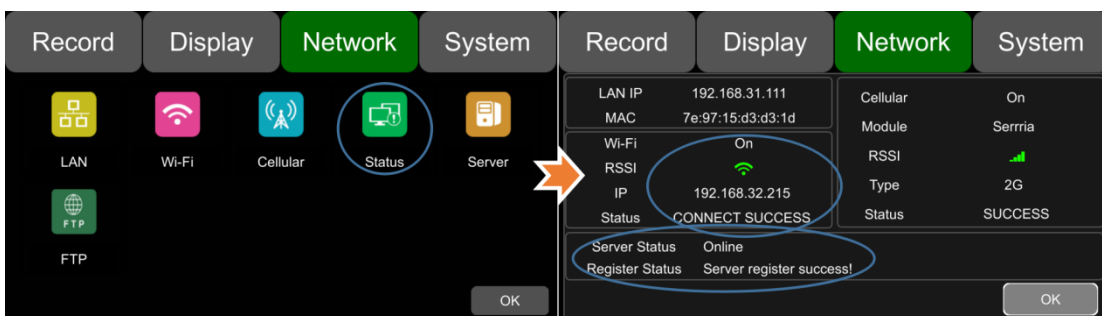 Record Display Network System
LAN Wi-Fi Cellular Status Server
FTP
FTP
OK
Record Display Network System
LAN IP 192.168.31.111
MAC 7e:97:15:d3:d3:1d
Wi-Fi On
RSSI
IP 192.168.32.215
Status CONNECT SUCCESS
Cellular On
Module Serrria
RSSI
Type 2G
Status SUCCESS
Server Status Online
Register Status Server register success!
OK